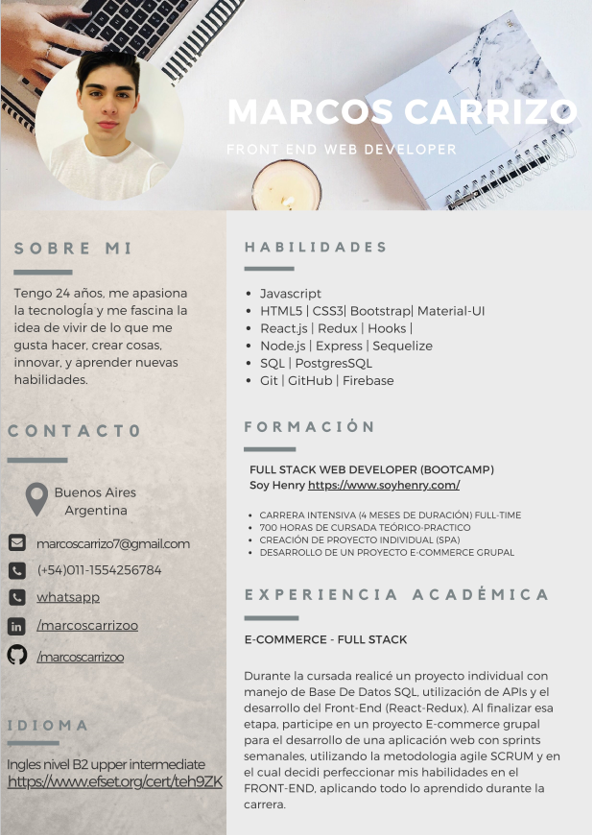 MARCOS CARRIZO
FRONT END WEB DEVELOPER
SOBRE MI
Tengo 24 años, me apasiona
la tecnologÍa y me fascina la
idea de vivir de lo que me
gusta hacer, crear cosas,
innovar, y aprender nuevas
habilidades.
CONTACTO
Buenos Aires
Argentina
marcoscarrizo7@gmail.com
(+54)011-1554256784
whatsapp
/marcoscarrizoo
/marcoscarrizoo
IDIOMA
Ingles nivel B2 upper intermediate
https://www.efset.org/cert/teh9ZK
HABILIDADES
• Javascript
• HTML5 | CSS3| Bootstrap| Material-UI
• React.js | Redux | Hooks |
• Node.js | Express | Sequelize
• SQL | PostgresSQL
• Git | GitHub | Firebase
FORMACIÓN
FULL STACK WEB DEVELOPER (BOOTCAMP)
Soy Henry https://www.soyhenry.com/
• CARRERA INTENSIVA (4 MESES DE DURACIÓN) FULL-TIME
• 700 HORAS DE CURSADA TEÓRICO-PRACTICO
• CREACIÓN DE PROYECTO INDIVIDUAL (SPA)
• DESARROLLO DE UN PROYECTO E-COMMERCE GRUPAL
EXPERIENCIA ACADÉMICA
E-COMMERCE - FULL STACK
Durante la cursada realicé un proyecto individual con
manejo de Base De Datos SQL, utilización de APIs y el
desarrollo del Front-End (React-Redux). Al finalizar esa
etapa, participe en un proyecto E-commerce grupal
para el desarrollo de una aplicación web con sprints
semanales, utilizando la metodologia agile SCRUM y en
el cual decidi perfeccionar mis habilidades en el
FRONT-END, aplicando todo lo aprendido durante la
carrera.